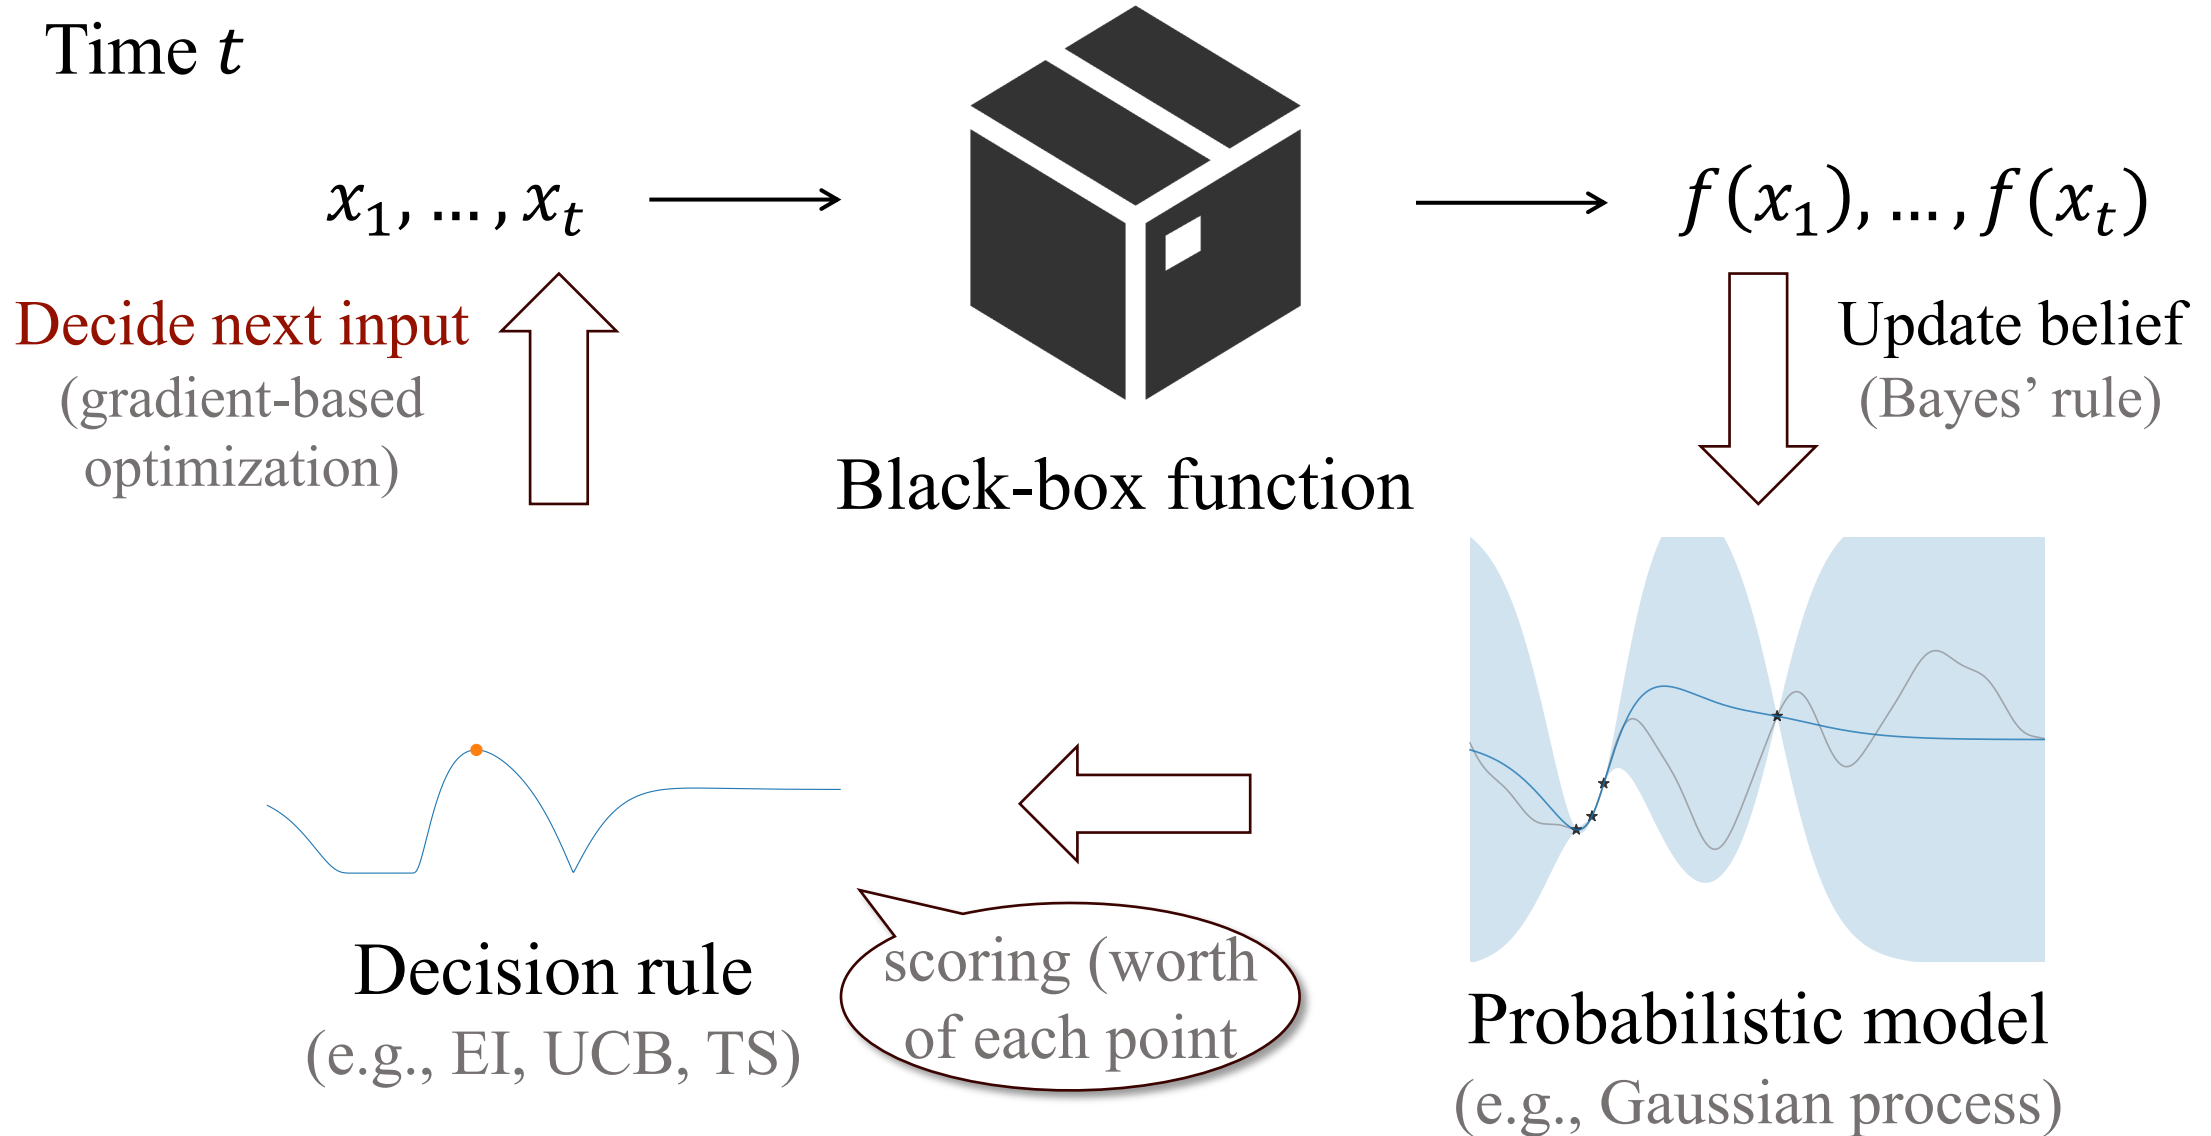 Time t
x₁, … , xₜ
f(x₁), … , f(xₜ)
Decide next input
(gradient-based
optimization)
Black-box function
Update belief
(Bayes’ rule)
Decision rule
(e.g., EI, UCB, TS)
scoring (worth
of each point
Probabilistic model
(e.g., Gaussian process)